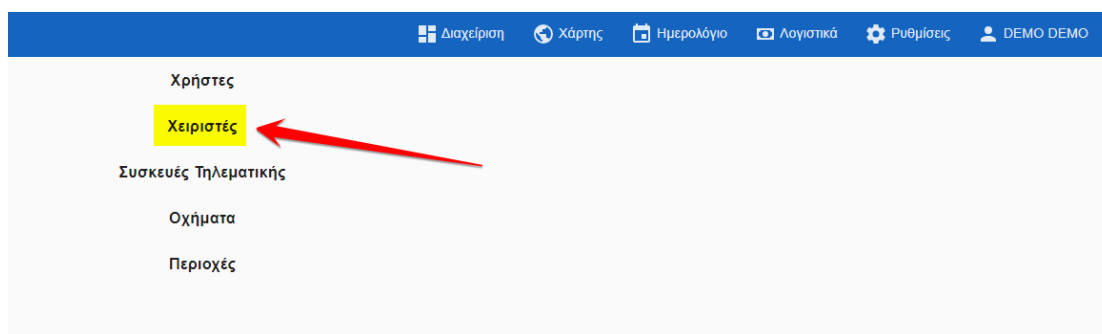 Διαχείριση Χάρτης Ημερολόγιο Λογιστικά Ρυθμίσεις DEMO DEMO
Χρήστες
Χειριστές
Συσκευές Τηλεματικής
Οχήματα
Περιοχές